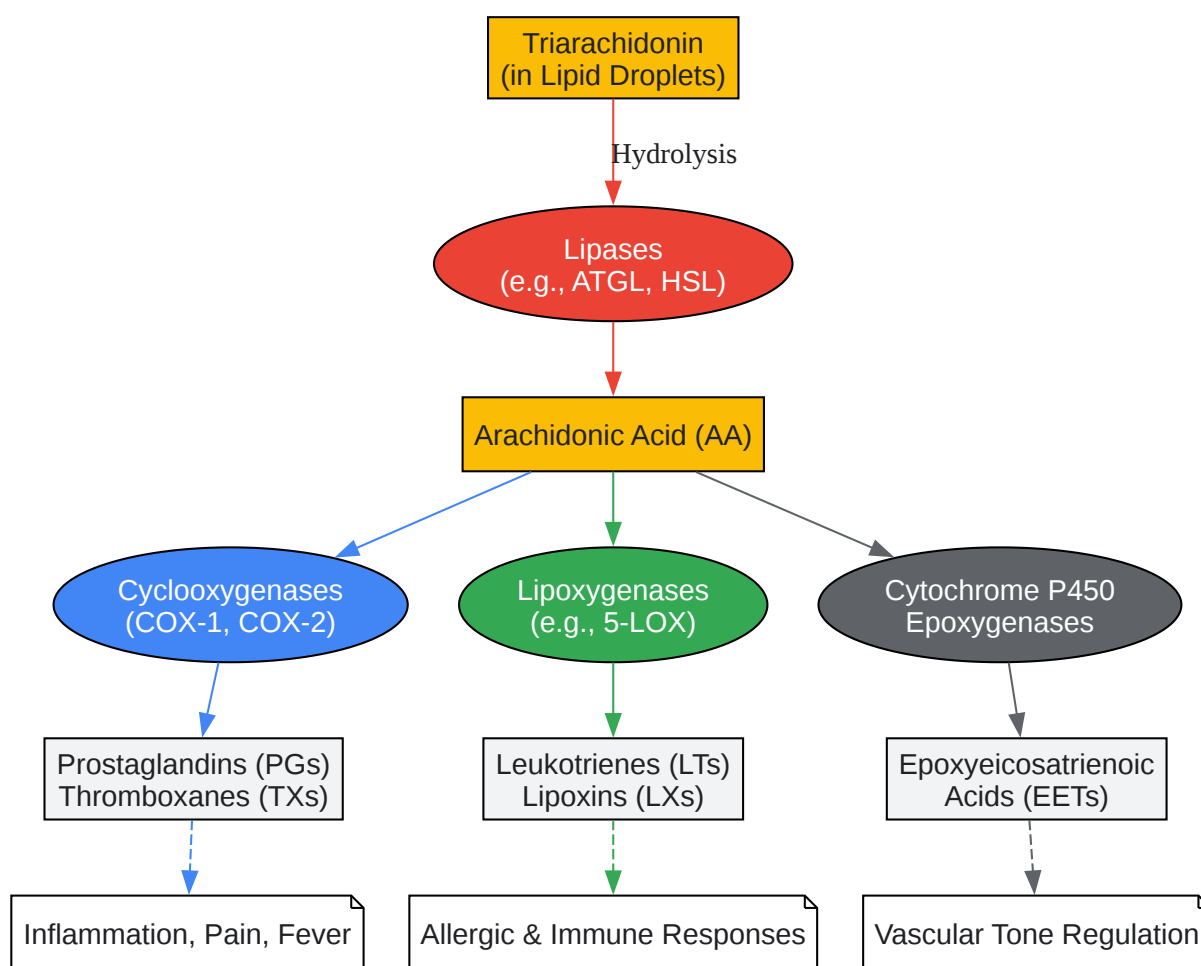 Triarachidonin
(in Lipid Droplets)
Hydrolysis
Lipases
(e.g., ATGL, HSL)
Arachidonic Acid (AA)
Cyclooxygenases
(COX-1, COX-2)
Lipoxygenases
(e.g., 5-LOX)
Cytochrome P450
Epoxygenases
Prostaglandins (PGs)
Thromboxanes (TXs)
Leukotrienes (LTs)
Lipoxins (LXs)
Epoxyeicosatrienoic
Acids (EETs)
Inflammation, Pain, Fever
Allergic & Immune Responses
Vascular Tone Regulation